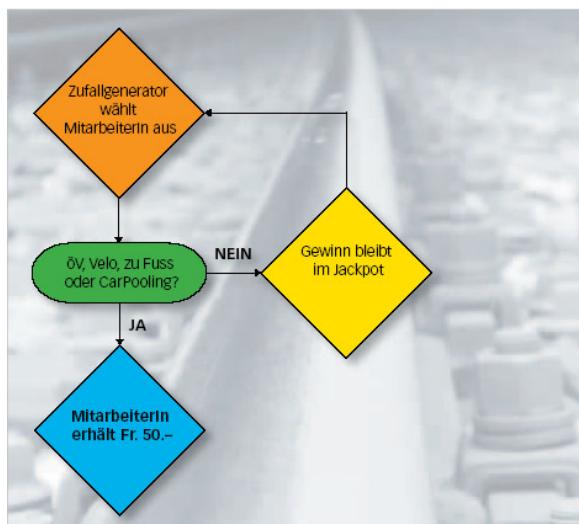 Zufallgenerator
wählt
MitarbeiterIn aus
öV, Velo, zu Fuss
oder CarPooling?
NEIN
Gewinn bleibt
im Jackpot
JA
MitarbeiterIn
erhält Fr. 50.–